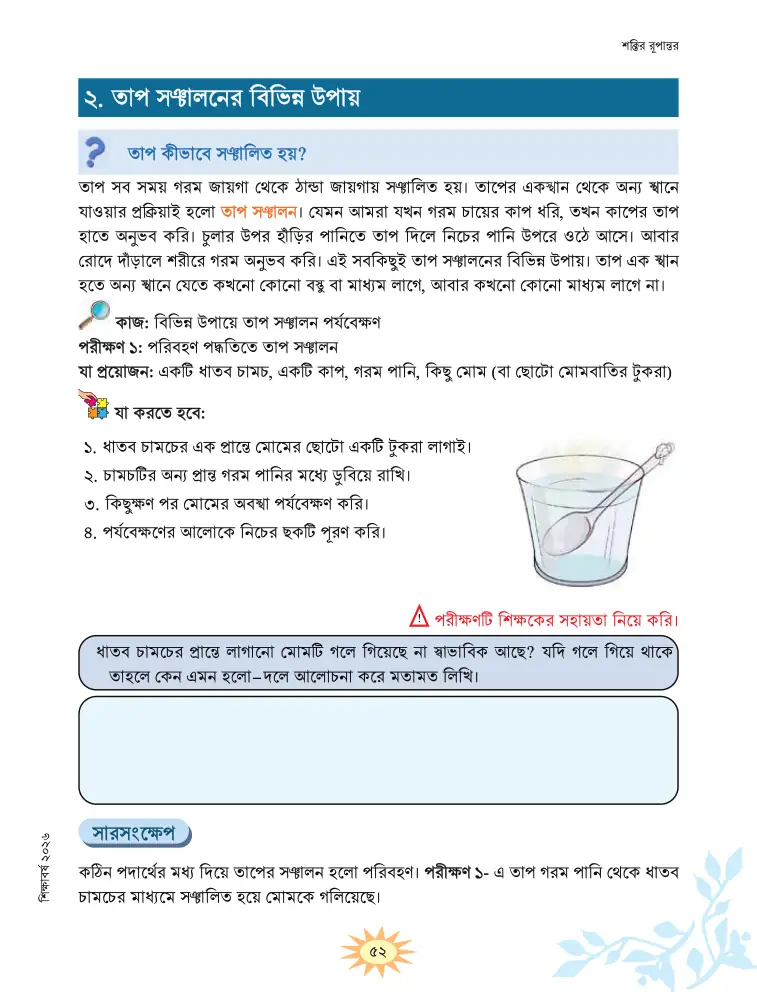 শক্তির রূপান্তর
২. তাপ সঞ্চালনের বিভিন্ন উপায়
তাপ কীভাবে সঞ্চালিত হয়?
তাপ সব সময় গরম জায়গা থেকে ঠান্ডা জায়গায় সঞ্চালিত হয়। তাপের একস্থান থেকে অন্য স্থানে
যাওয়ার প্রক্রিয়াই হলো তাপ সঞ্চালন। যেমন আমরা যখন গরম চায়ের কাপ ধরি, তখন কাপের তাপ
হাতে অনুভব করি। চুলার উপর হাঁড়ির পানিতে তাপ দিলে নিচের পানি উপরে ওঠে আসে। আবার
রোদে দাঁড়ালে শরীরে গরম অনুভব করি। এই সবকিছুই তাপ সঞ্চালনের বিভিন্ন উপায়। তাপ এক স্থান
হতে অন্য স্থানে যেতে কখনো কোনো বস্তু বা মাধ্যম লাগে, আবার কখনো কোনো মাধ্যম লাগে না।
কাজ: বিভিন্ন উপায়ে তাপ সঞ্চালন পর্যবেক্ষণ
পরীক্ষণ ১: পরিবহণ পদ্ধতিতে তাপ সঞ্চালন
যা প্রয়োজন: একটি ধাতব চামচ, একটি কাপ, গরম পানি, কিছু মোম (বা ছোটো মোমবাতির টুকরা)
যা করতে হবে:
১. ধাতব চামচের এক প্রান্তে মোমের ছোটো একটি টুকরা লাগাই।
২. চামচটির অন্য প্রান্ত গরম পানির মধ্যে ডুবিয়ে রাখি।
৩. কিছুক্ষণ পর মোমের অবস্থা পর্যবেক্ষণ করি।
৪. পর্যবেক্ষণের আলোকে নিচের ছকটি পূরণ করি।
পরীক্ষণটি শিক্ষকের সহায়তা নিয়ে করি।
ধাতব চামচের প্রান্তে লাগানো মোমটি গলে গিয়েছে না স্বাভাবিক আছে? যদি গলে গিয়ে থাকে
তাহলে কেন এমন হলো–দলে আলোচনা করে মতামত লিখি।
সারসংক্ষেপ
কঠিন পদার্থের মধ্য দিয়ে তাপের সঞ্চালন হলো পরিবহণ। পরীক্ষণ ১- এ তাপ গরম পানি থেকে ধাতব
চামচের মাধ্যমে সঞ্চালিত হয়ে মোমকে গলিয়েছে।
শিক্ষাবর্ষ ২০২৬
৫২